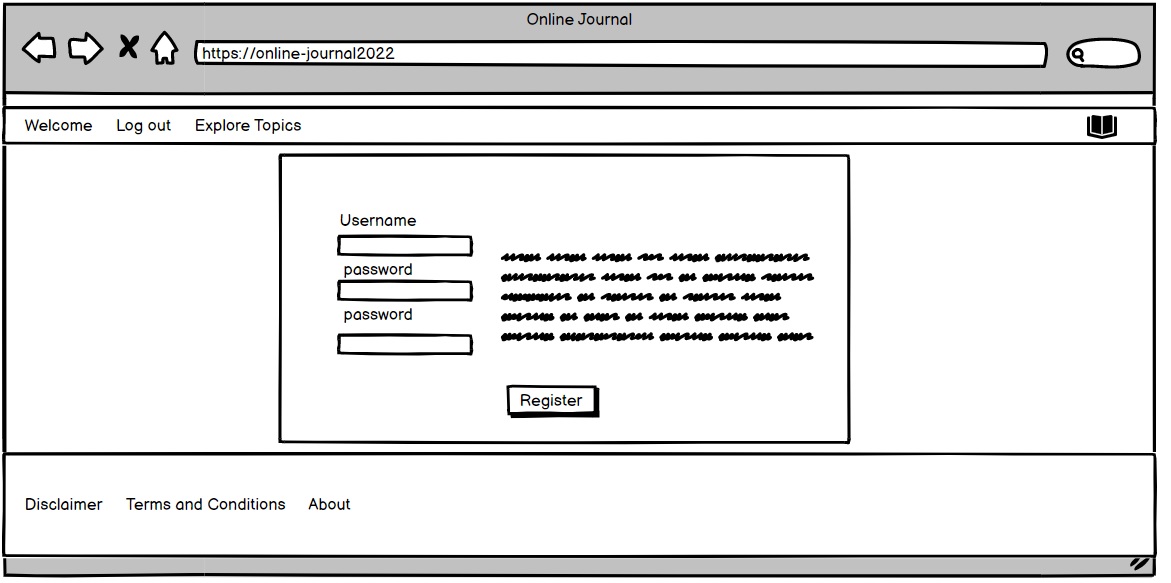 Online Journal
https://online-journal2022
Welcome Log out Explore Topics
Username
password
password
Register
Disclaimer Terms and Conditions About